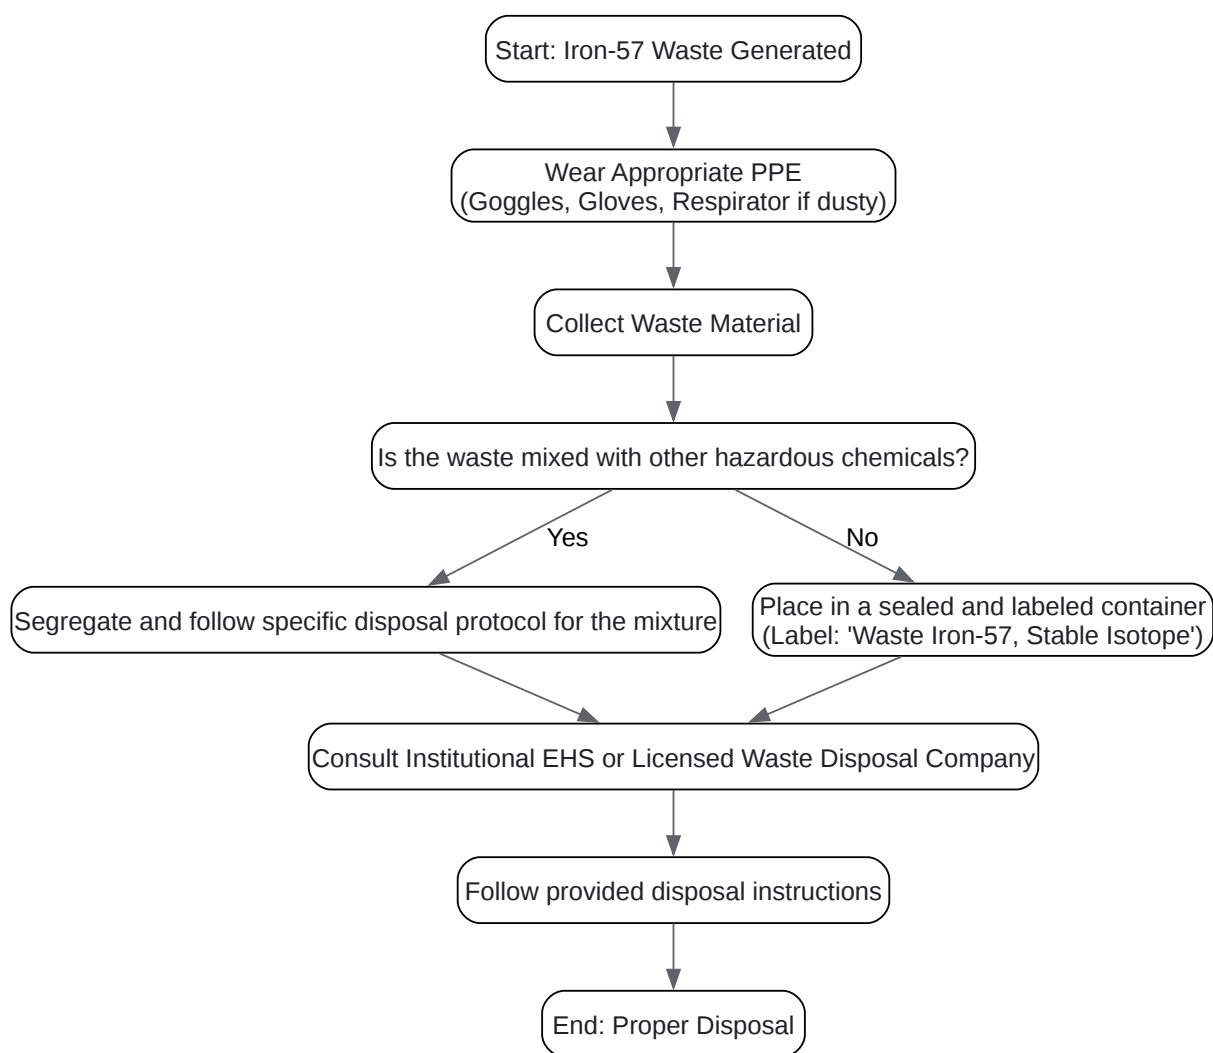 Start: Iron-57 Waste Generated
Wear Appropriate PPE
(Goggles, Gloves, Respirator if dusty)
Collect Waste Material
Is the waste mixed with other hazardous chemicals?
Yes
No
Segregate and follow specific disposal protocol for the mixture
Place in a sealed and labeled container
(Label: 'Waste Iron-57, Stable Isotope')
Consult Institutional EHS or Licensed Waste Disposal Company
Follow provided disposal instructions
End: Proper Disposal